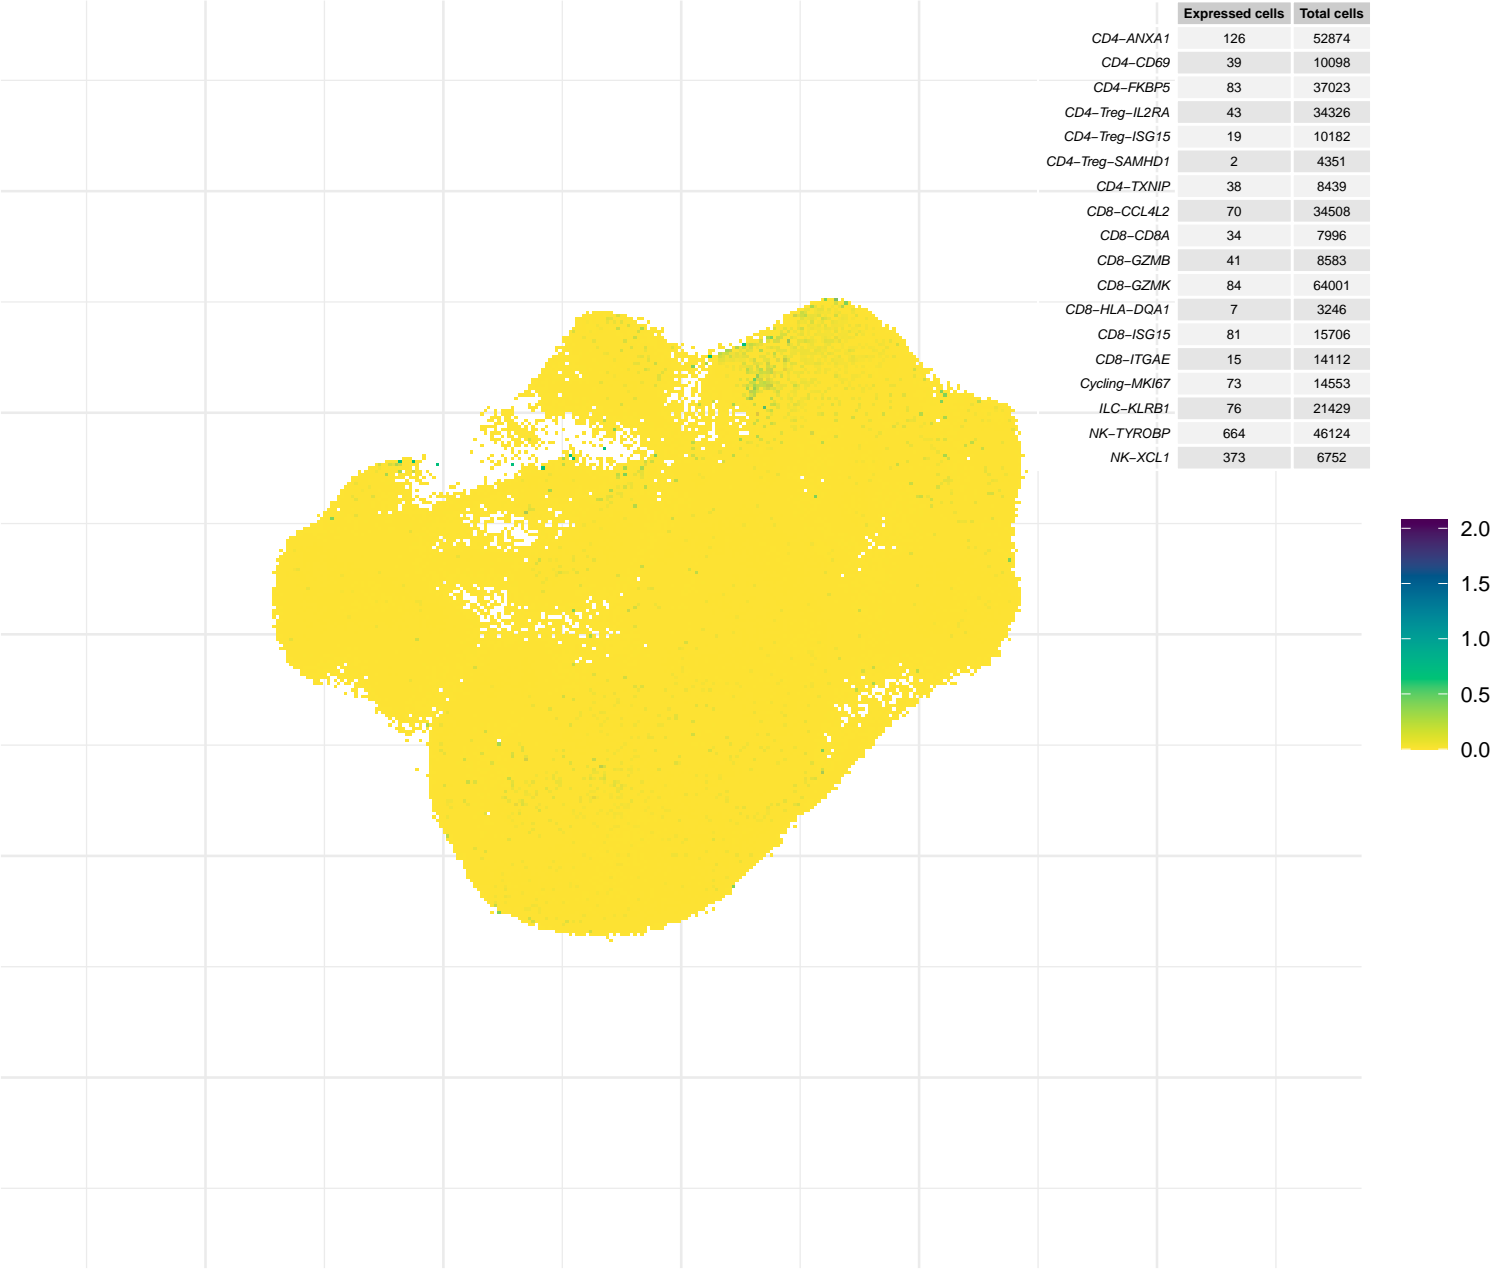 Expressed cells Total cells
CD4−ANXA1 126 52874
CD4−CD69 39 10098
CD4−FKBP5 83 37023
CD4−Treg−IL2RA 43 34326
CD4−Treg−ISG15 19 10182
CD4−Treg−SAMHD1 2 4351
CD4−TXNIP 38 8439
CD8−CCL4L2 70 34508
CD8−CD8A 34 7996
CD8−GZMB 41 8583
CD8−GZMK 84 64001
CD8−HLA−DQA1 7 3246
CD8−ISG15 81 15706
CD8−ITGAE 15 14112
Cycling−MKI67 73 14553
ILC−KLRB1 76 21429
NK−TYROBP 664 46124
NK−XCL1 373 6752
2.0
1.5
1.0
0.5
0.0